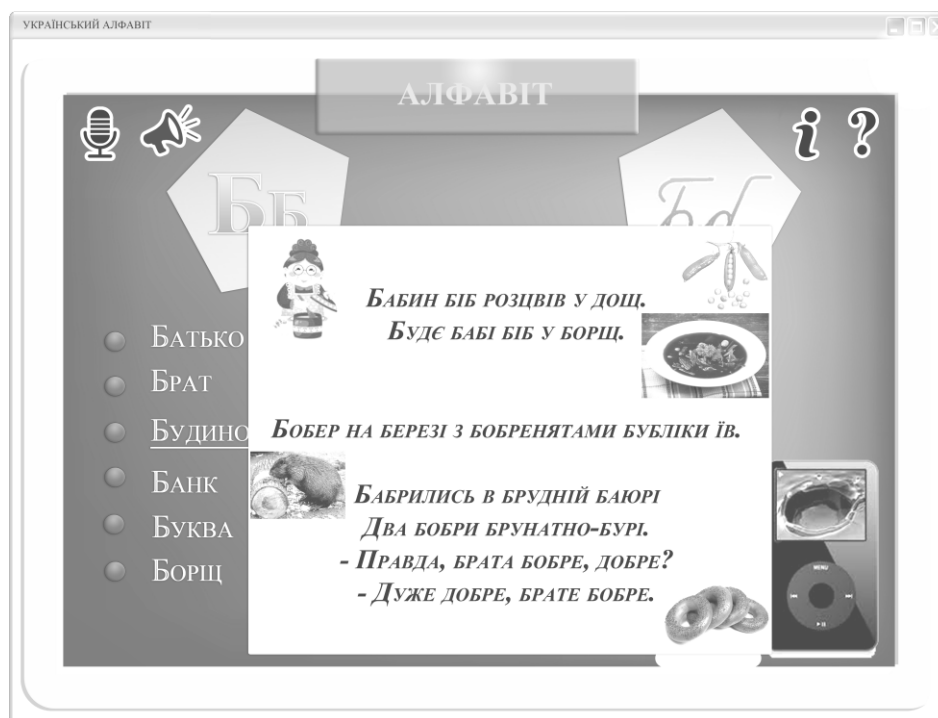 УКРАЇНСЬКИЙ АЛФАВІТ
АЛФАВІТ
Бб
Бб
Батько
Брат
Будино
Банк
Буква
Борщ
Бабин біб розцвів у дощ.
Буде бабі біб у борщ.
Бобер на березі з бобренятами бублики їв.
Бабрились в брудній баюрі
Два бобри брунатно-бурі.
- Правда, брата бобре, добре?
- Дуже добре, брате бобре.
MENU